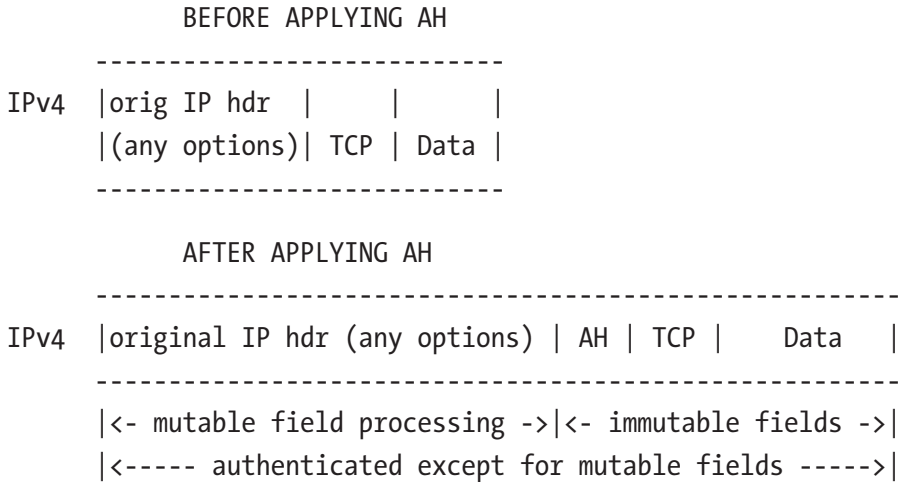 BEFORE APPLYING AH
----------------------------
IPv4 |orig IP hdr | | |
|(any options)| TCP | Data |
----------------------------
AFTER APPLYING AH
-------------------------------------------------------
IPv4 |original IP hdr (any options) | AH | TCP | Data |
-------------------------------------------------------
|<- mutable field processing ->|<- immutable fields ->|
|<----- authenticated except for mutable fields ----->|